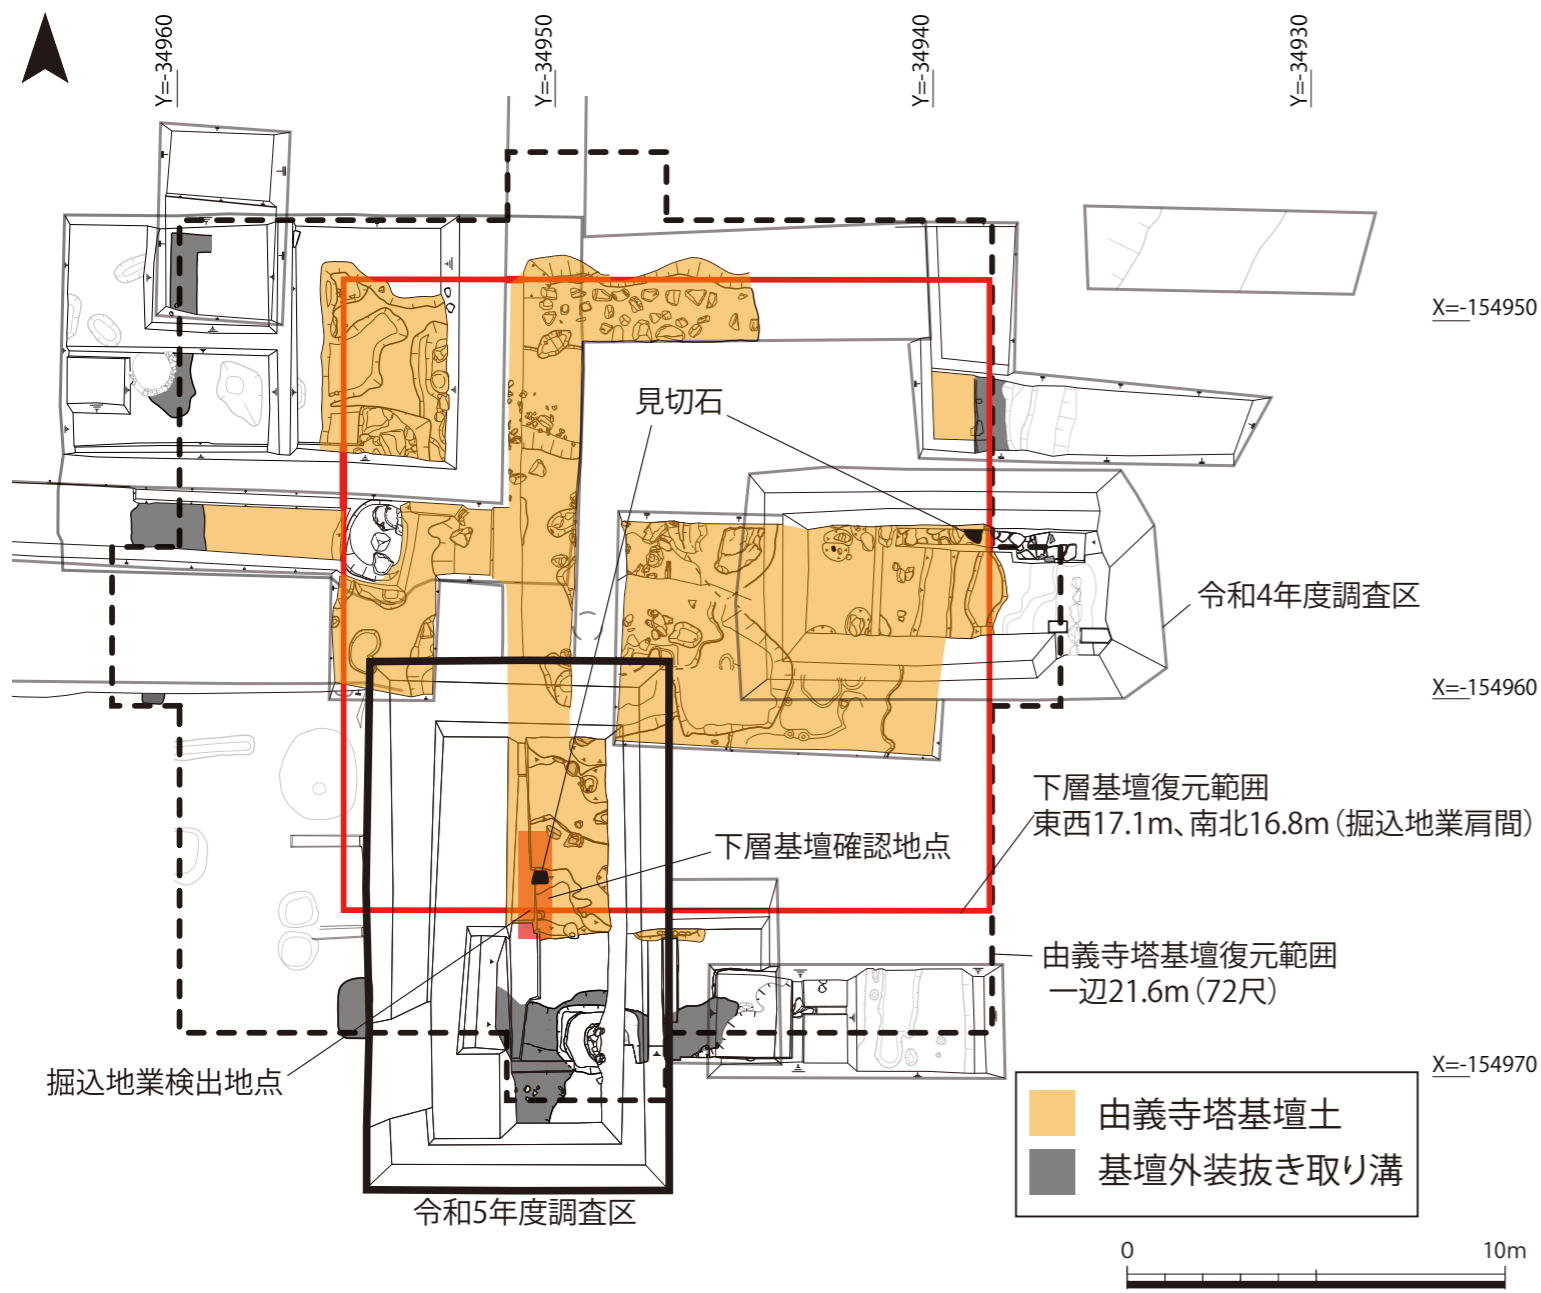 Y=-34960
Y=-34950
Y=-34940
Y=-34930
X=-154950
見切石
令和4年度調査区
X=-154960
下層基壇復元範囲
東西17.1m、南北16.8m（掘込地業肩間）
下層基壇確認地点
由義寺塔基壇復元範囲
一辺21.6m（72尺）
掘込地業検出地点
X=-154970
由義寺塔基壇土
基壇外装抜き取り溝
令和5年度調査区
0
10m